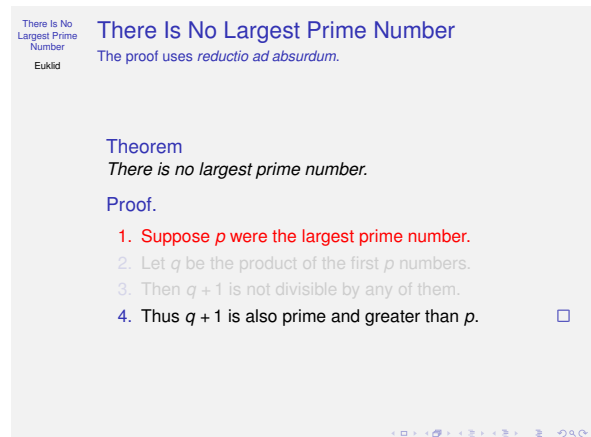 There Is No
Largest Prime
Number
Euklid
There Is No Largest Prime Number
The proof uses reductio ad absurdum.
Theorem
There is no largest prime number.
Proof.
1. Suppose p were the largest prime number.
2. Let q be the product of the first p numbers.
3. Then q + 1 is not divisible by any of them.
4. Thus q + 1 is also prime and greater than p.